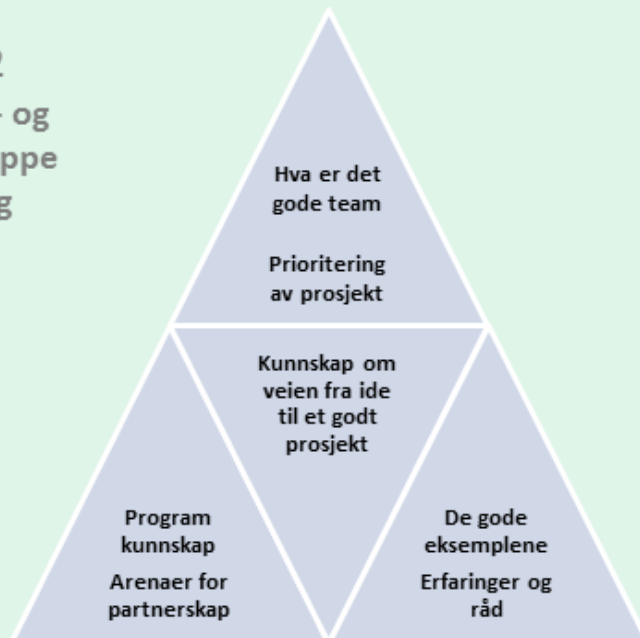 2
- og
ppe
g
Hva er det
gode team
Prioritering
av prosjekt
Kunnskap om
veien fra ide
til et godt
prosjekt
Program
kunnskap
Arenaer for
partnerskap
De gode
eksemplene
Erfaringer og
råd